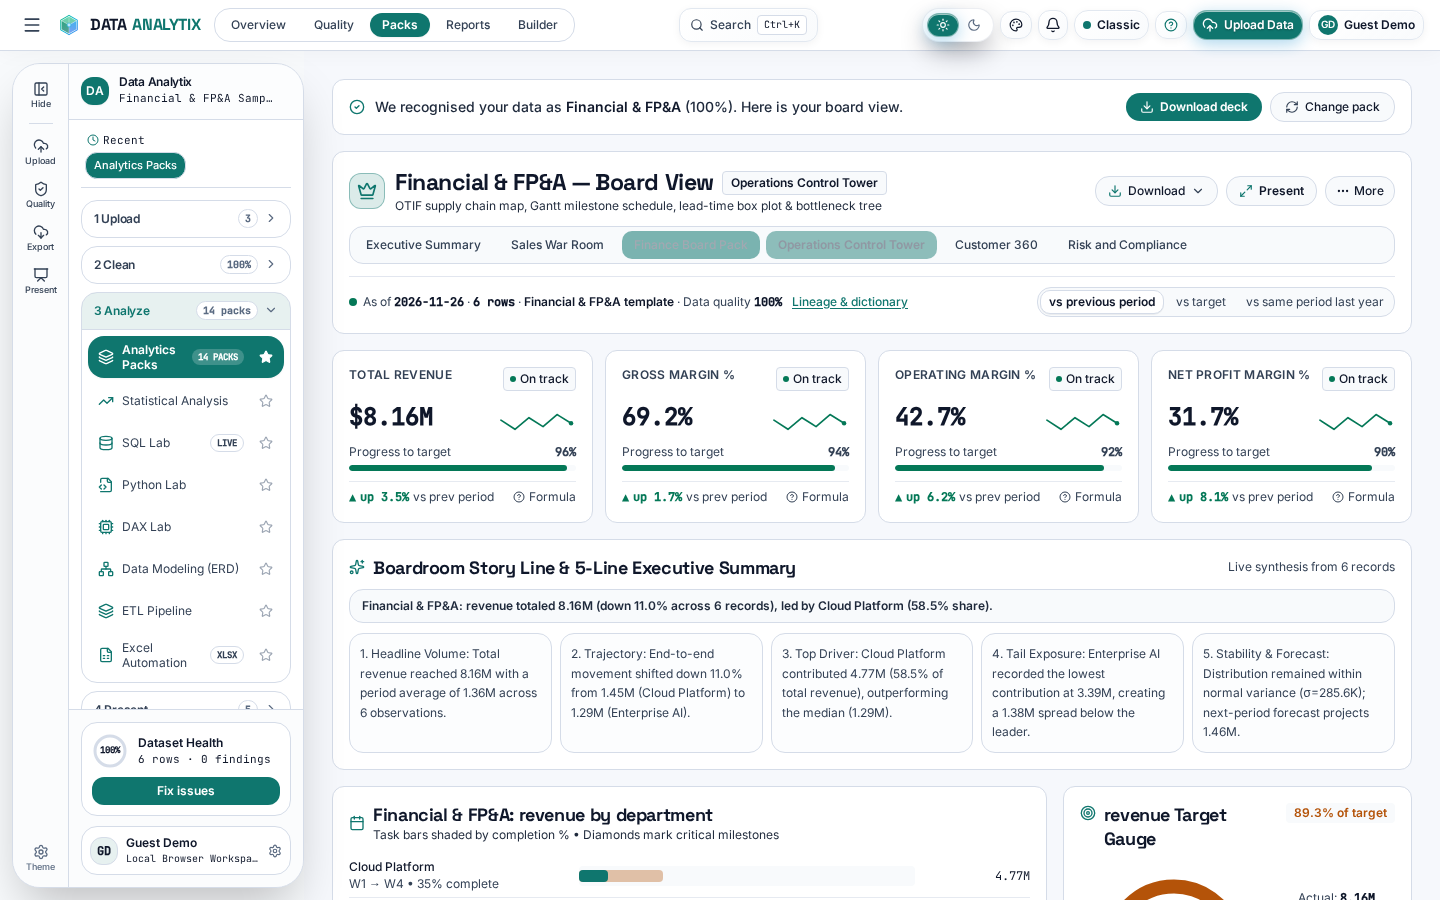 DATA ANALYTIX
Overview
Quality
Packs
Reports
Builder
Search
Ctrl+K
Classic
Upload Data
GD
Guest Demo
Hide
Upload
Quality
Export
Present
Theme
DA
Data Analytix
Financial & FP&A Samp…
Recent
Analytics Packs
1 Upload
3
2 Clean
100%
3 Analyze
14 packs
Analytics Packs
14 PACKS
Statistical Analysis
SQL Lab
LIVE
Python Lab
DAX Lab
Data Modeling (ERD)
ETL Pipeline
Excel Automation
XLSX
4 Present
5
100%
Dataset Health
6 rows · 0 findings
Fix issues
GD
Guest Demo
Local Browser Workspa…
We recognised your data as Financial & FP&A (100%). Here is your board view.
Download deck
Change pack
Financial & FP&A — Board View
Operations Control Tower
OTIF supply chain map, Gantt milestone schedule, lead-time box plot & bottleneck tree
Download
Present
More
Executive Summary
Sales War Room
Finance Board Pack
Operations Control Tower
Customer 360
Risk and Compliance
As of 2026-11-26 · 6 rows · Financial & FP&A template · Data quality 100%
Lineage & dictionary
vs previous period
vs target
vs same period last year
TOTAL REVENUE
On track
$8.16M
Progress to target
96%
▲ up 3.5% vs prev period
Formula
GROSS MARGIN %
On track
69.2%
Progress to target
94%
▲ up 1.7% vs prev period
Formula
OPERATING MARGIN %
On track
42.7%
Progress to target
92%
▲ up 6.2% vs prev period
Formula
NET PROFIT MARGIN %
On track
31.7%
Progress to target
90%
▲ up 8.1% vs prev period
Formula
Boardroom Story Line & 5-Line Executive Summary
Live synthesis from 6 records
Financial & FP&A: revenue totaled 8.16M (down 11.0% across 6 records), led by Cloud Platform (58.5% share).
1. Headline Volume: Total
revenue reached 8.16M with a
period average of 1.36M across
6 observations.
2. Trajectory: End-to-end
movement shifted down 11.0%
from 1.45M (Cloud Platform) to
1.29M (Enterprise AI).
3. Top Driver: Cloud Platform
contributed 4.77M (58.5% of
total revenue), outperforming
the median (1.29M).
4. Tail Exposure: Enterprise AI
recorded the lowest
contribution at 3.39M, creating
a 1.38M spread below the
leader.
5. Stability & Forecast:
Distribution remained within
normal variance (σ=285.6K);
next-period forecast projects
1.46M.
Financial & FP&A: revenue by department
Task bars shaded by completion % • Diamonds mark critical milestones
Cloud Platform
W1 → W4 • 35% complete
4.77M
revenue Target
Gauge
89.3% of target
Actual: 8.16M